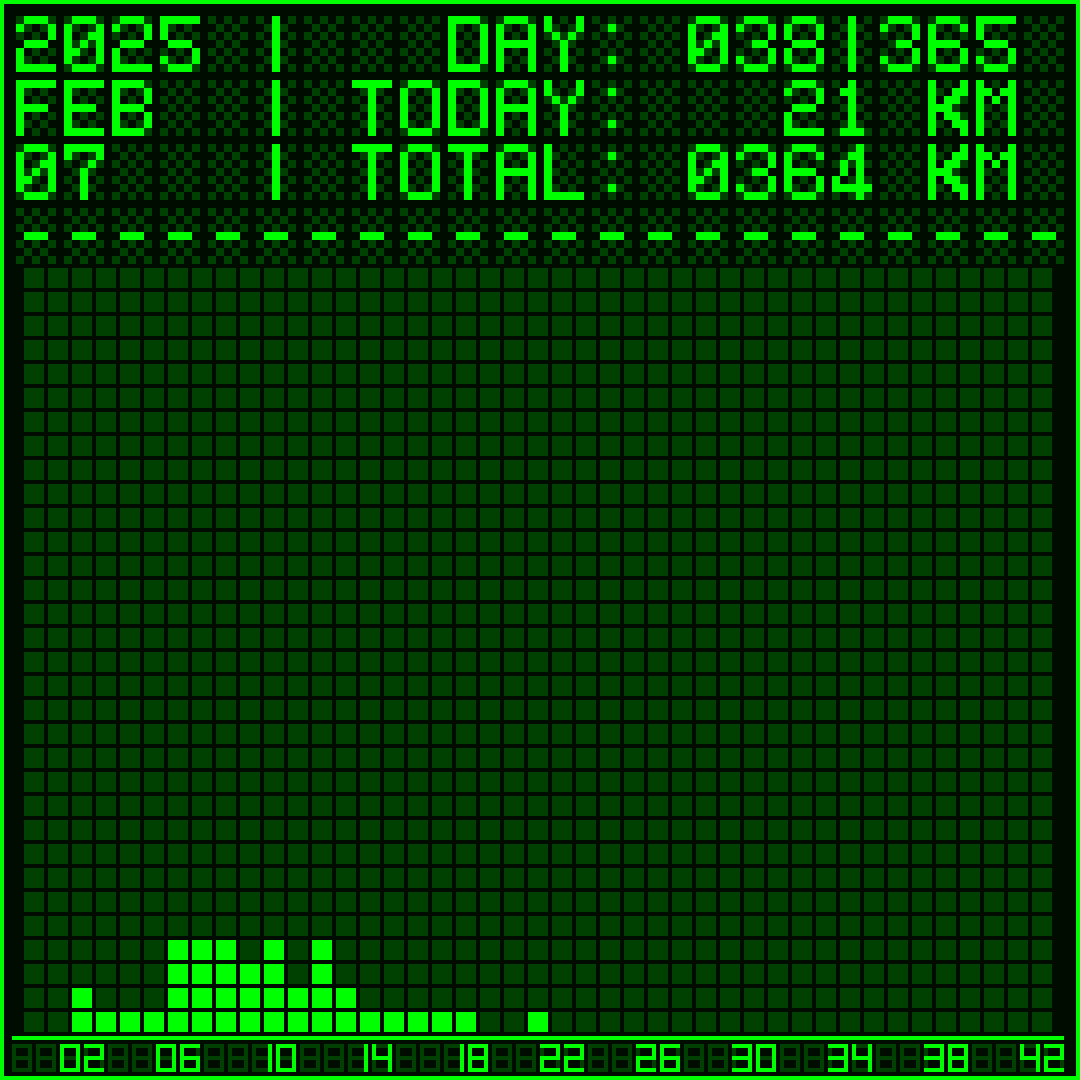 2025 | DAY: 038|365
FEB | TODAY: 21 KM
07 | TOTAL: 0364 KM
----------------------
02 06 10 14 18 22 26 30 34 38 42